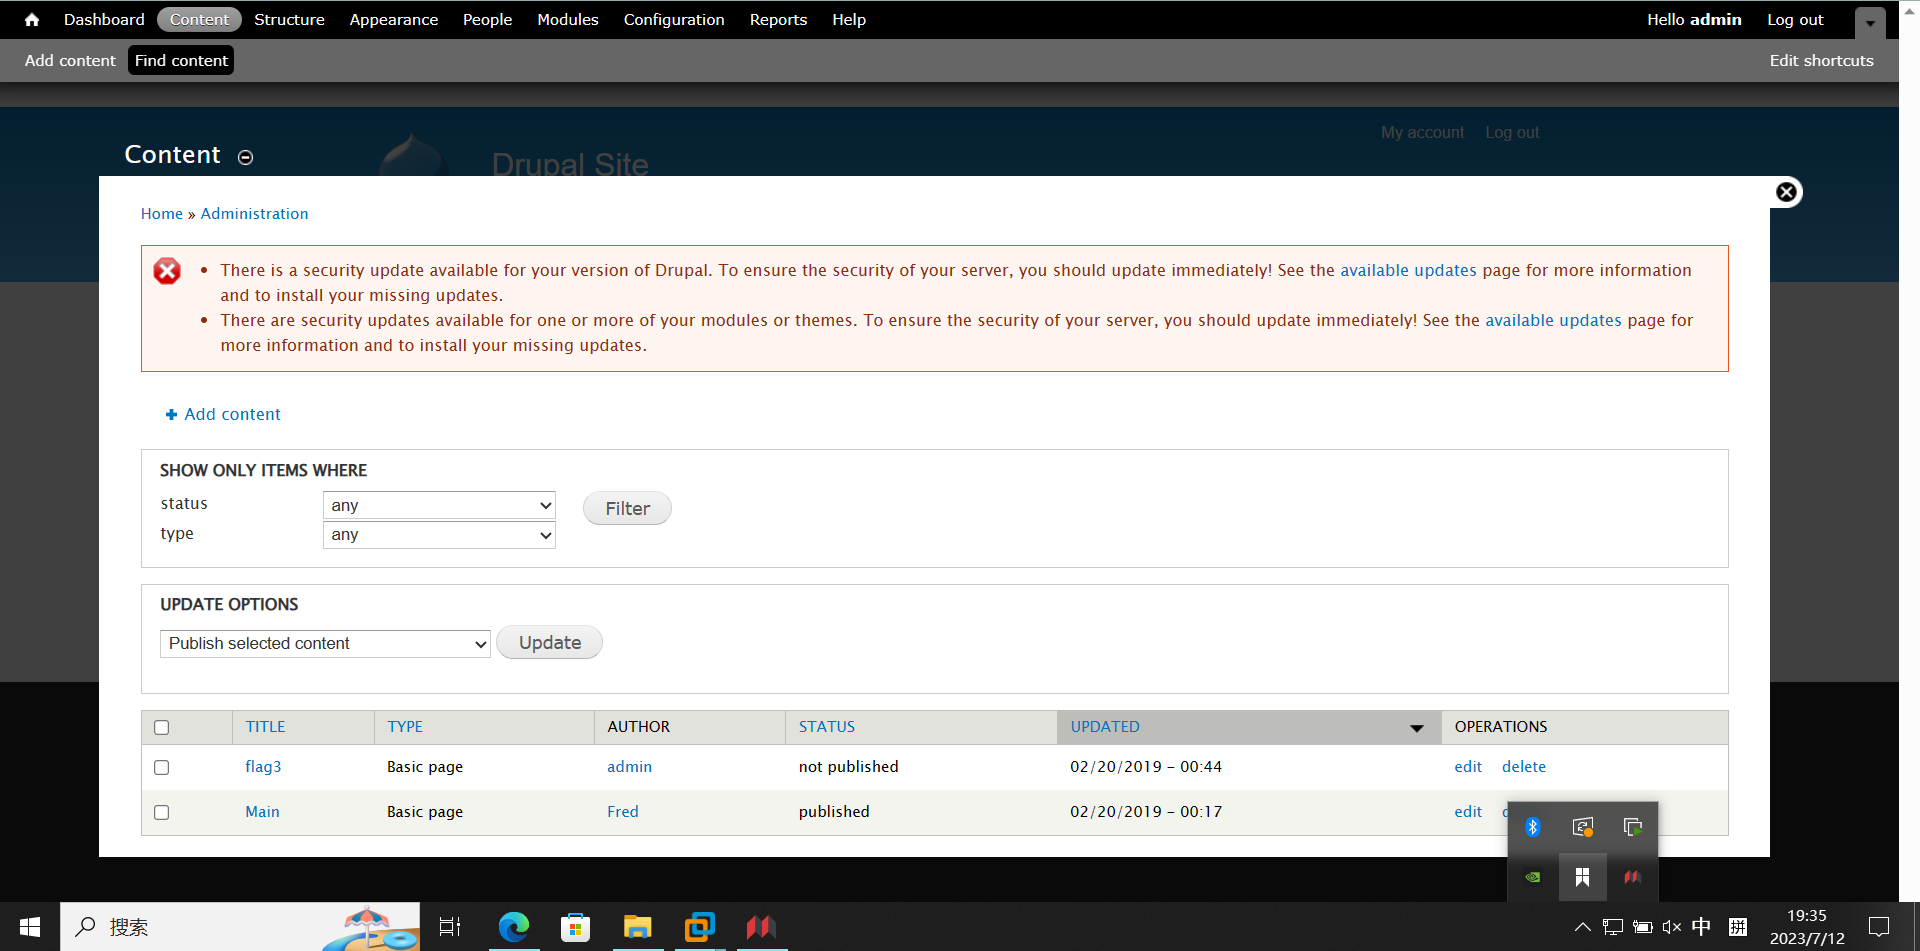 Dashboard Content Structure Appearance People Modules Configuration Reports Help Hello admin Log out
Add content Find content Edit shortcuts
My account Log out
Content Drupal Site
Home » Administration
There is a security update available for your version of Drupal. To ensure the security of your server, you should update immediately! See the available updates page for more information
and to install your missing updates.
There are security updates available for one or more of your modules or themes. To ensure the security of your server, you should update immediately! See the available updates page for
more information and to install your missing updates.
Add content
SHOW ONLY ITEMS WHERE
status any Filter
type any
UPDATE OPTIONS
Publish selected content Update
TITLE TYPE AUTHOR STATUS UPDATED OPERATIONS
flag3 Basic page admin not published 02/20/2019 - 00:44 edit delete
Main Basic page Fred published 02/20/2019 - 00:17 edit
搜索 中 拼 19:35
2023/7/12